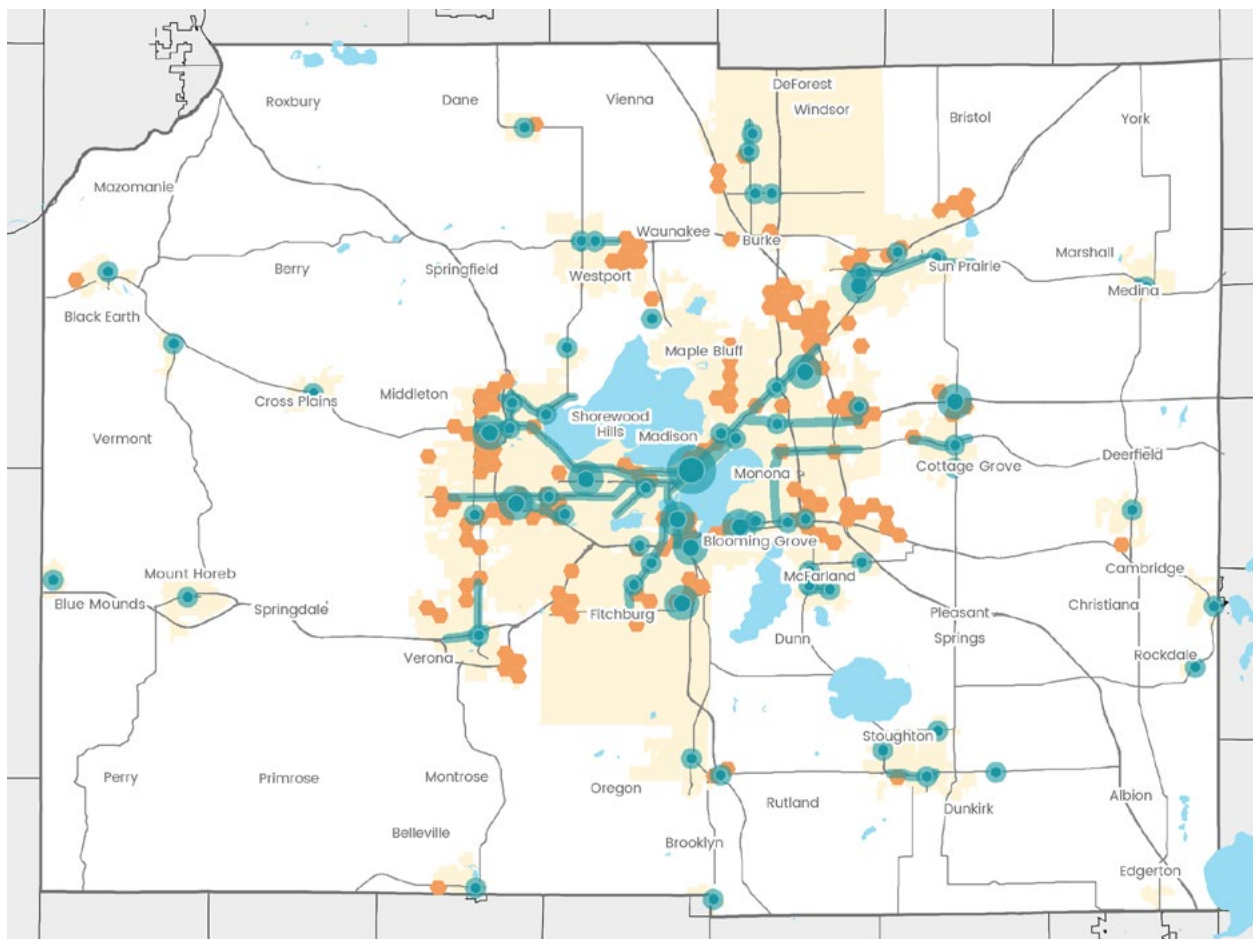 DeForest
Roxbury
Dane
Vienna
Windsor
Bristol
York
Mazomanie
Waunakee
Burke
Berry
Springfield
Westport
Sun Prairie
Marshall
Medina
Black Earth
Maple Bluff
Middleton
Cross Plains
Shorewood
Hills
Madison
Vermont
Monona
Cottage Grove
Deerfield
Blooming Grove
Mount Horeb
McFarland
Cambridge
Blue Mounds
Springdale
Fitchburg
Pleasant
Springs
Christiana
Dunn
Verona
Rockdale
Stoughton
Perry
Primrose
Montrose
Oregon
Rutland
Dunkirk
Albion
Belleville
Brooklyn
Edgerton